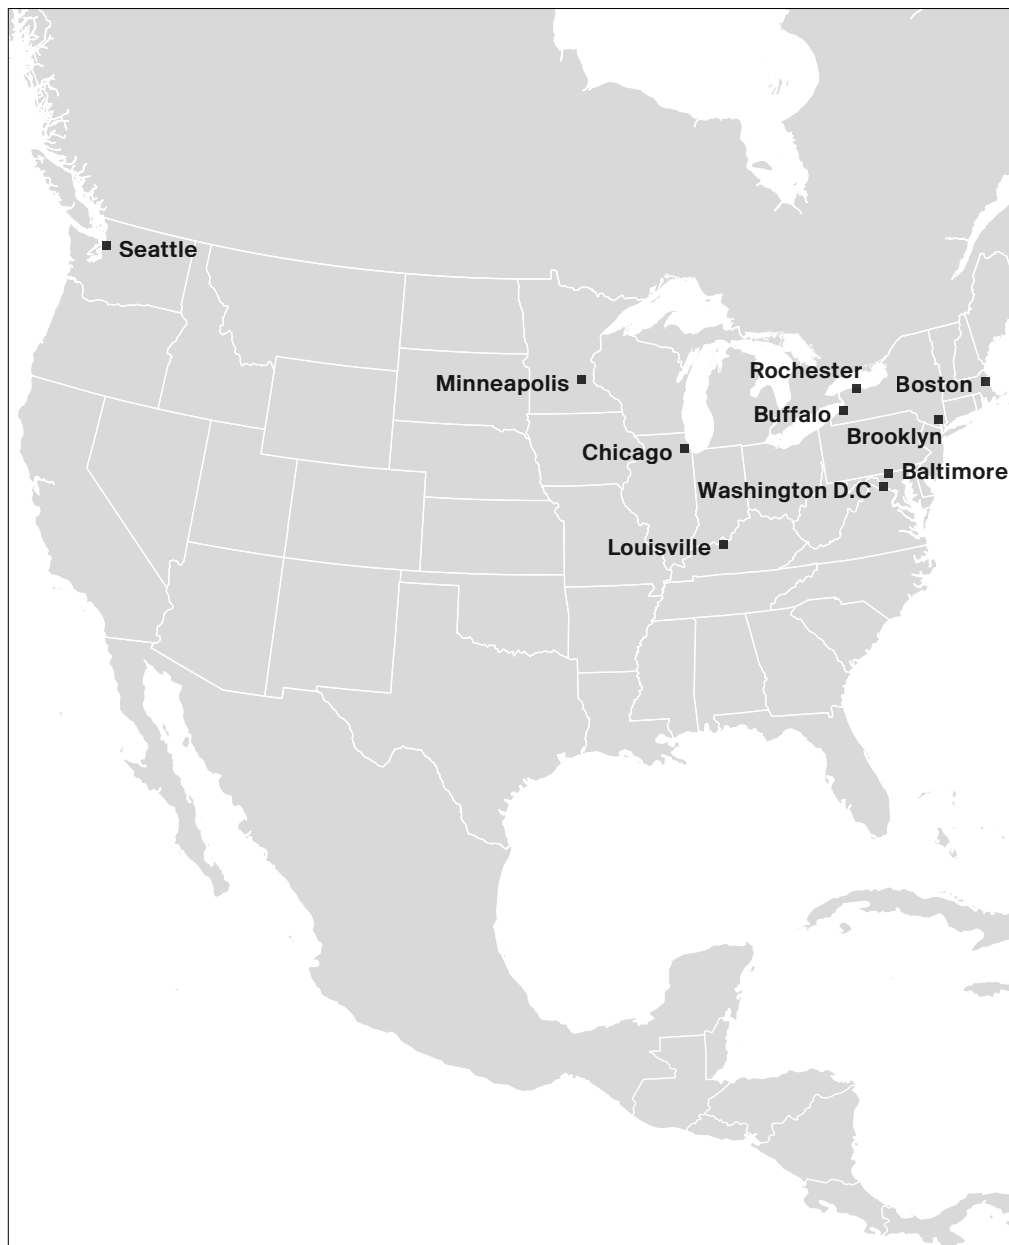 Seattle
Rochester
Minneapolis
Boston
Buffalo
Brooklyn
Chicago
Baltimore
Washington D.C
Louisville